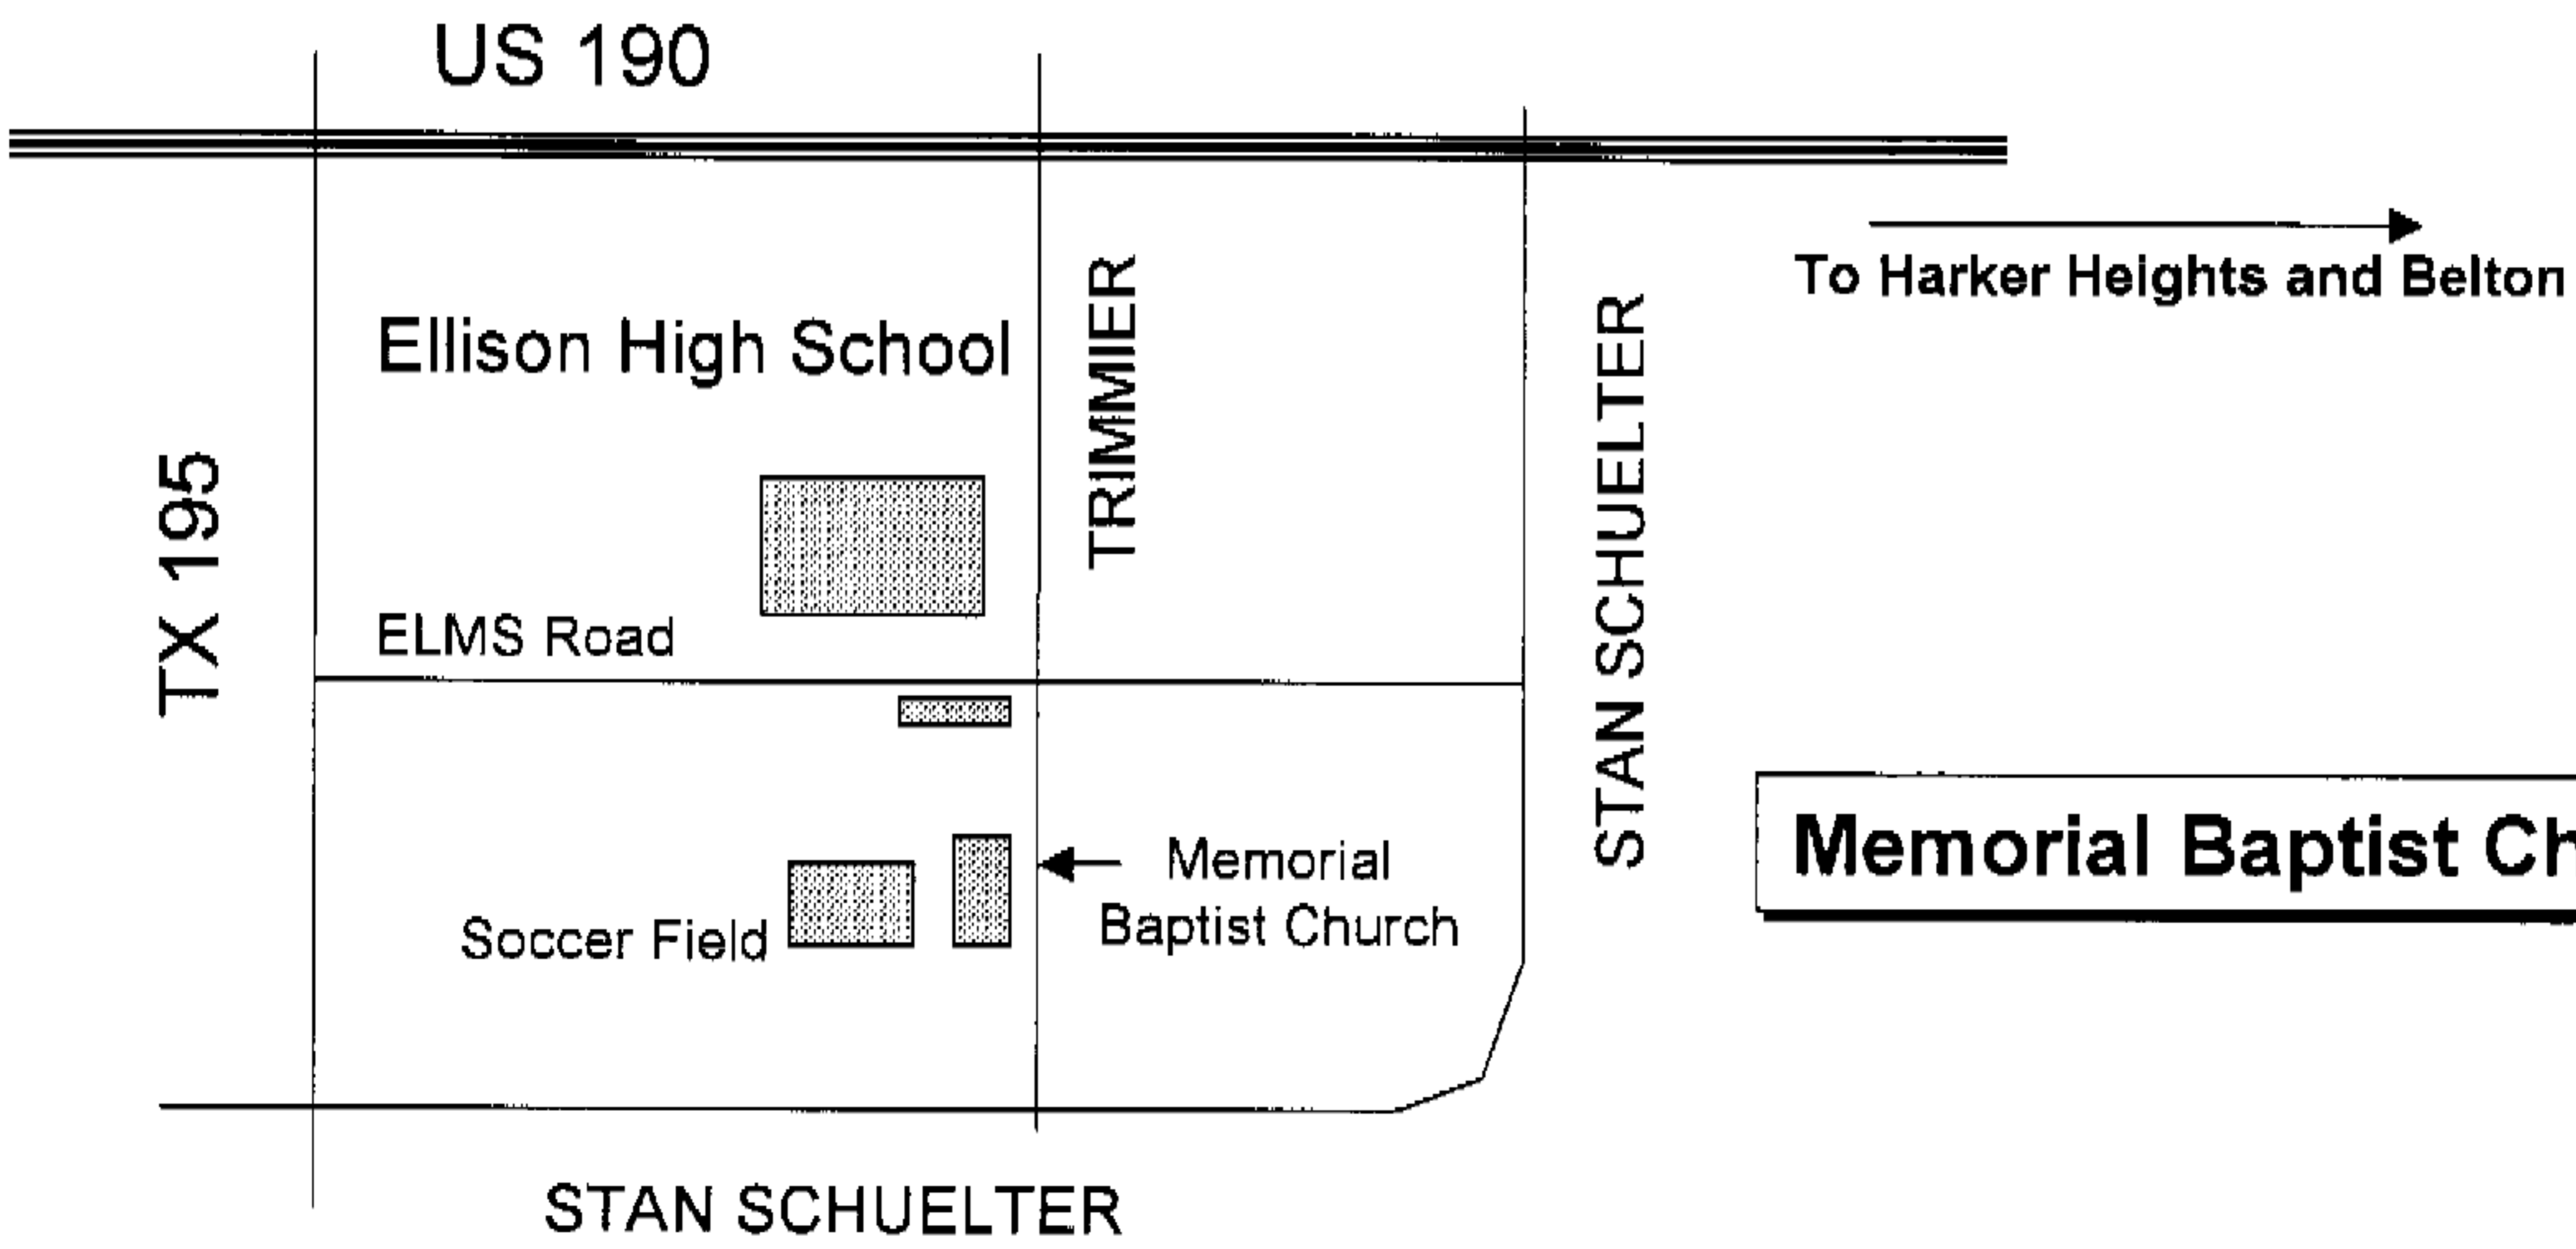 US 190
To Harker Heights and Belton
Ellison High School
TRIMMIER
STAN SCHUELTER
TX 195
ELMS Road
Memorial Baptist Ch
Memorial
Baptist Church
Soccer Field
STAN SCHUELTER